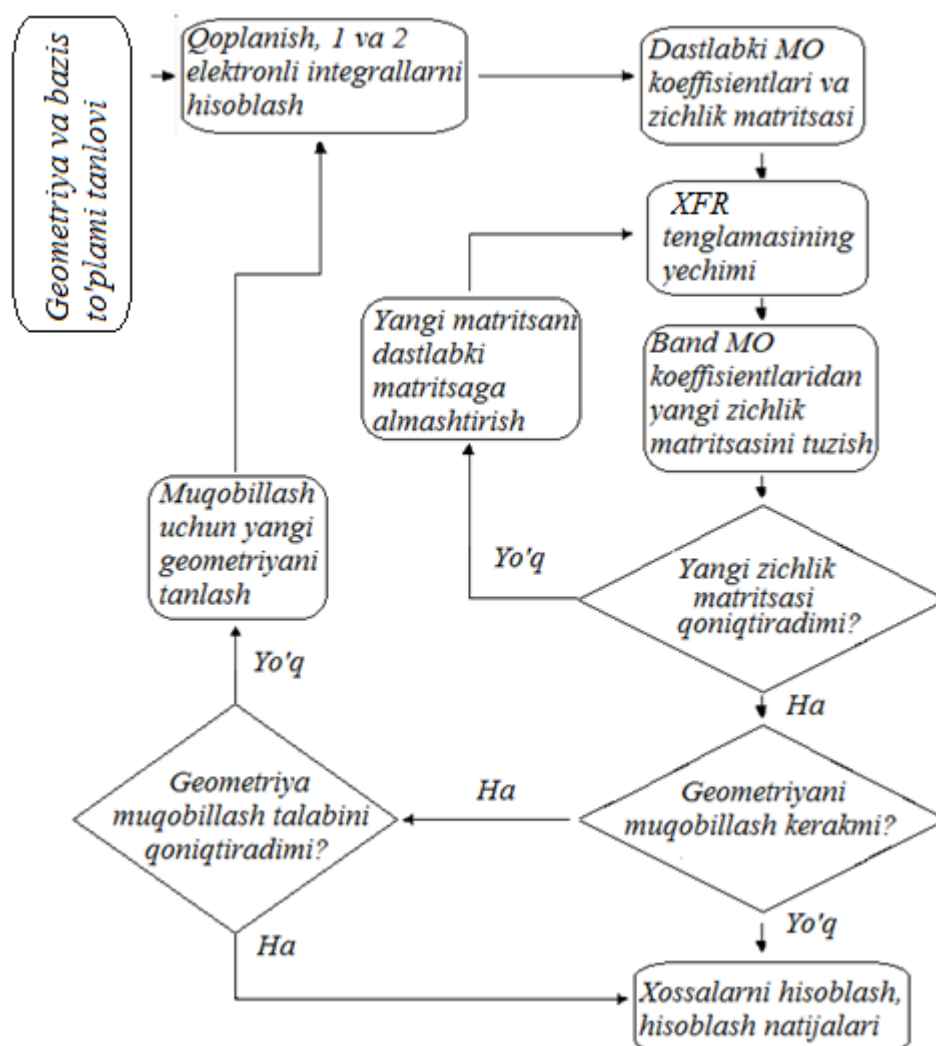 Geometriya va bazis
to'plami tanlovi
Qoplanish, 1 va 2
elektronli integrallarni
hisoblash
Dastlabki MO
koeffisientlari va
zichlik matritsasi
XFR
tenglamasining
yechimi
Band MO
koeffisientlaridan
yangi zichlik
matritsasini tuzish
Yangi matritsani
dastlabki
matritsaga
almashtirish
Yangi zichlik
matritsasi
qoniqtiradimi?
Yo'q
Ha
Geometriyani
muqobillash kerakmi?
Ha
Yo'q
Geometriya
muqobillash talabini
qoniqtiradimi?
Yo'q
Ha
Muqobillash
uchun yangi
geometriyani
tanlash
Xossalarni hisoblash,
hisoblash natijalari